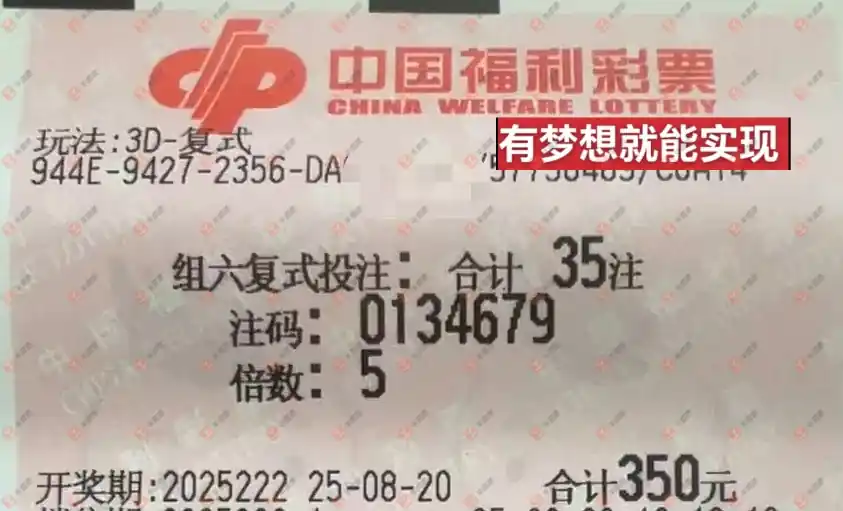 中国福利彩票
CHINA WELFARE LOTTERY
有梦想就能实现
玩法:3D-复式
944E-9427-2356-DA
组六复式投注: 合计 35注
注码: 0134679
倍数: 5
开奖期:2025222 25-08-20 合计350元